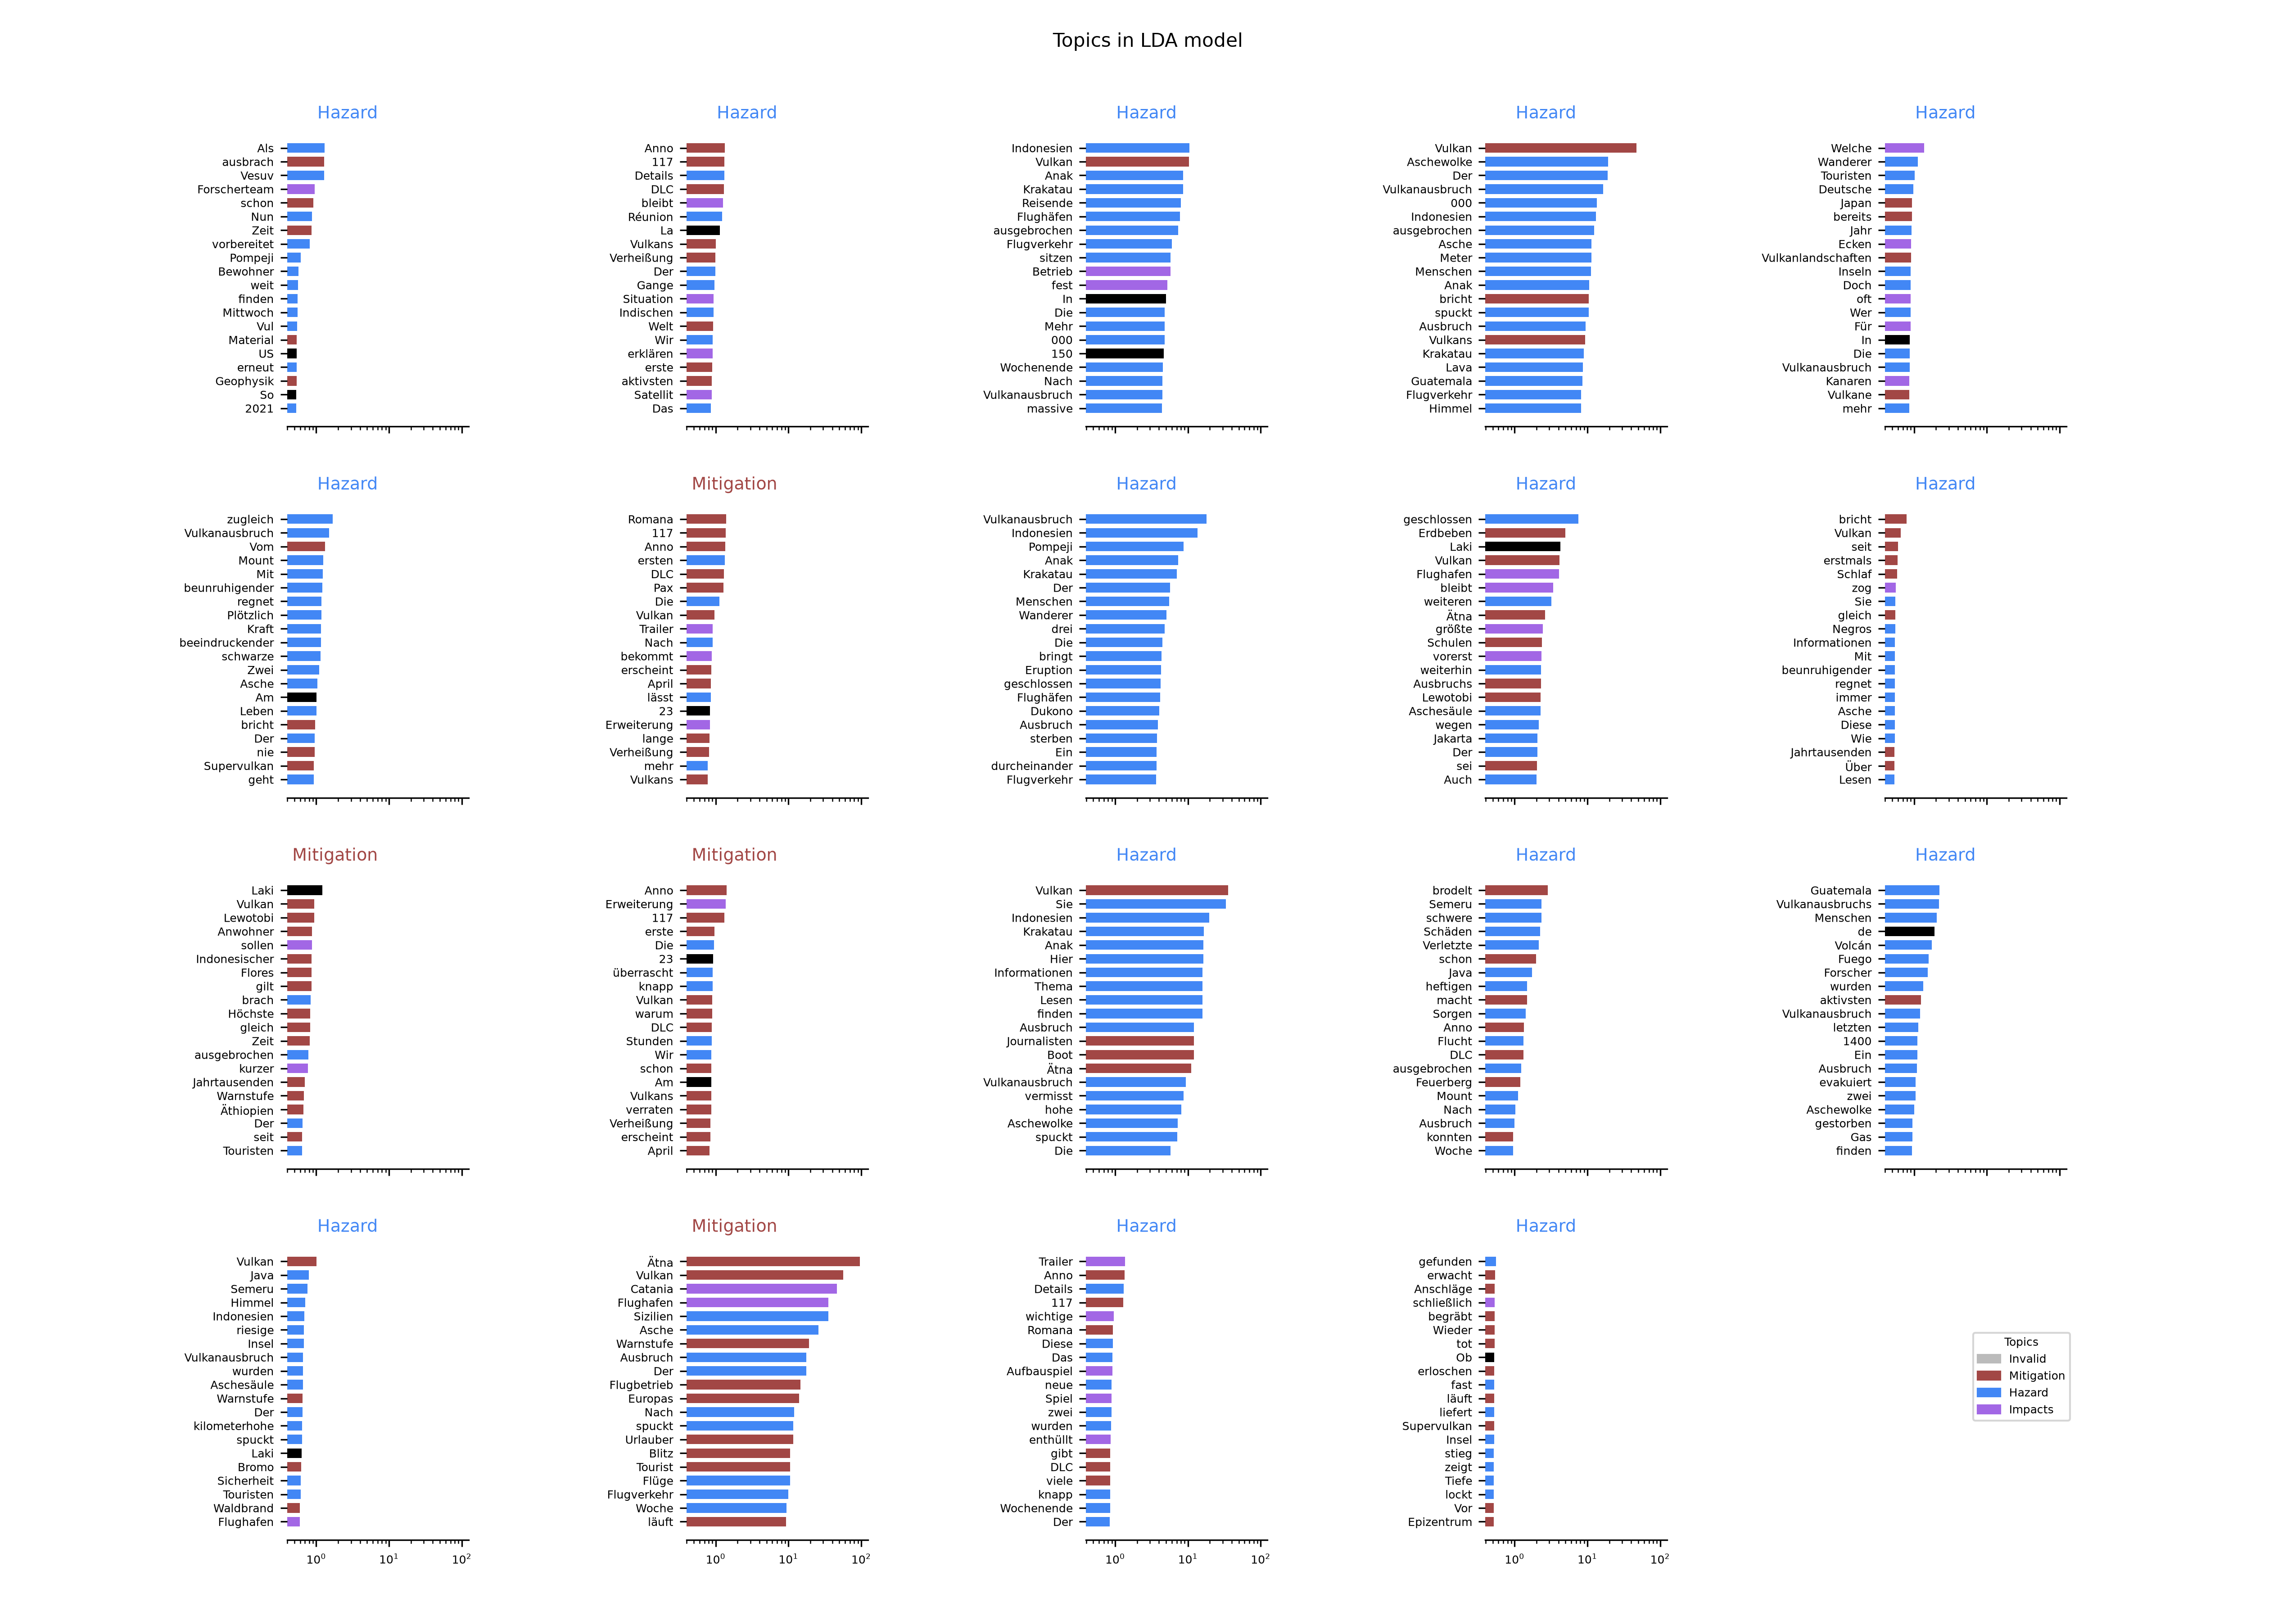 Topics in LDA model
Hazard
Als
ausbrach
Vesuv
Forscherteam
schon
Nun
Zeit
vorbereitet
Pompeji
Bewohner
weit
finden
Mittwoch
Vul
Material
US
erneut
Geophysik
So
2021
Hazard
Anno
117
Details
DLC
bleibt
Réunion
La
Vulkans
Verheißung
Der
Gange
Situation
Indischen
Welt
Wir
erklären
erste
aktivsten
Satellit
Das
Hazard
Indonesien
Vulkan
Anak
Krakatau
Reisende
Flughäfen
ausgebrochen
Flugverkehr
sitzen
Betrieb
fest
In
Die
Mehr
000
150
Wochenende
Nach
Vulkanausbruch
massive
Hazard
Vulkan
Aschewolke
Der
Vulkanausbruch
000
Indonesien
ausgebrochen
Asche
Meter
Menschen
Anak
bricht
spuckt
Ausbruch
Vulkans
Krakatau
Lava
Guatemala
Flugverkehr
Himmel
Hazard
Welche
Wanderer
Touristen
Deutsche
Japan
bereits
Jahr
Ecken
Vulkanlandschaften
Inseln
Doch
oft
Wer
Für
In
Die
Vulkanausbruch
Kanaren
Vulkane
mehr
Hazard
zugleich
Vulkanausbruch
Vom
Mount
Mit
beunruhigender
regnet
Plötzlich
Kraft
beeindruckender
schwarze
Zwei
Asche
Am
Leben
bricht
Der
nie
Supervulkan
geht
Mitigation
Romana
117
Anno
ersten
DLC
Pax
Die
Vulkan
Trailer
Nach
bekommt
erscheint
April
lässt
23
Erweiterung
lange
Verheißung
mehr
Vulkans
Hazard
Vulkanausbruch
Indonesien
Pompeji
Anak
Krakatau
Der
Menschen
Wanderer
drei
Die
bringt
Eruption
geschlossen
Flughäfen
Dukono
Ausbruch
sterben
Ein
durcheinander
Flugverkehr
Hazard
geschlossen
Erdbeben
Laki
Vulkan
Flughafen
bleibt
weiteren
Ätna
größte
Schulen
vorerst
weiterhin
Ausbruchs
Lewotobi
Aschesäule
wegen
Jakarta
Der
sei
Auch
Hazard
bricht
Vulkan
seit
erstmals
Schlaf
zog
Sie
gleich
Negros
Informationen
Mit
beunruhigender
regnet
immer
Asche
Diese
Wie
Jahrtausenden
Über
Lesen
Mitigation
Laki
Vulkan
Lewotobi
Anwohner
sollen
Indonesischer
Flores
gilt
brach
Höchste
gleich
Zeit
ausgebrochen
kurzer
Jahrtausenden
Warnstufe
Äthiopien
Der
seit
Touristen
Mitigation
Anno
Erweiterung
117
erste
Die
23
überrascht
knapp
Vulkan
warum
DLC
Stunden
Wir
schon
Am
Vulkans
verraten
Verheißung
erscheint
April
Hazard
Vulkan
Sie
Indonesien
Krakatau
Anak
Hier
Informationen
Thema
Lesen
finden
Ausbruch
Journalisten
Boot
Ätna
Vulkanausbruch
vermisst
hohe
Aschewolke
spuckt
Die
Hazard
brodelt
Semeru
schwere
Schäden
Verletzte
schon
Java
heftigen
macht
Sorgen
Anno
Flucht
DLC
ausgebrochen
Feuerberg
Mount
Nach
Ausbruch
konnten
Woche
Hazard
Guatemala
Vulkanausbruchs
Menschen
de
Volcán
Fuego
Forscher
wurden
aktivsten
Vulkanausbruch
letzten
1400
Ein
Ausbruch
evakuiert
zwei
Aschewolke
gestorben
Gas
finden
Hazard
Vulkan
Java
Semeru
Himmel
Indonesien
riesige
Insel
Vulkanausbruch
wurden
Aschesäule
Warnstufe
Der
kilometerhohe
spuckt
Laki
Bromo
Sicherheit
Touristen
Waldbrand
Flughafen
10⁰ 10¹ 10²
Mitigation
Ätna
Vulkan
Catania
Flughafen
Sizilien
Asche
Warnstufe
Ausbruch
Der
Flugbetrieb
Europas
Nach
spuckt
Urlauber
Blitz
Tourist
Flüge
Flugverkehr
Woche
läuft
10⁰ 10¹ 10²
Hazard
Trailer
Anno
Details
117
wichtige
Romana
Diese
Das
Aufbauspiel
neue
Spiel
zwei
wurden
enthüllt
gibt
DLC
viele
knapp
Wochenende
Der
10⁰ 10¹ 10²
Hazard
gefunden
erwacht
Anschläge
schließlich
begräbt
Wieder
tot
Ob
erloschen
fast
läuft
liefert
Supervulkan
Insel
stieg
zeigt
Tiefe
lockt
Vor
Epizentrum
10⁰ 10¹ 10²
Topics
Invalid
Mitigation
Hazard
Impacts